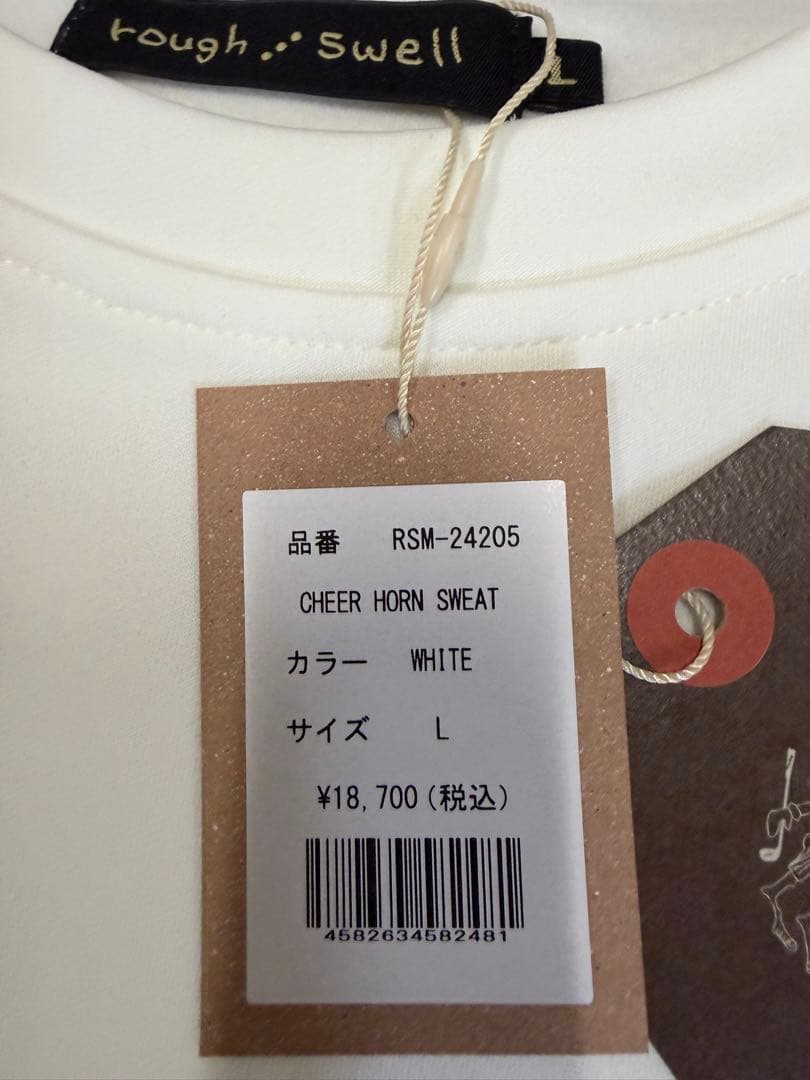 rough swell
L
品番 RSM-24205
CHEER HORN SWEAT
カラー WHITE
サイズ L
¥18,700(税込)
4582634582481